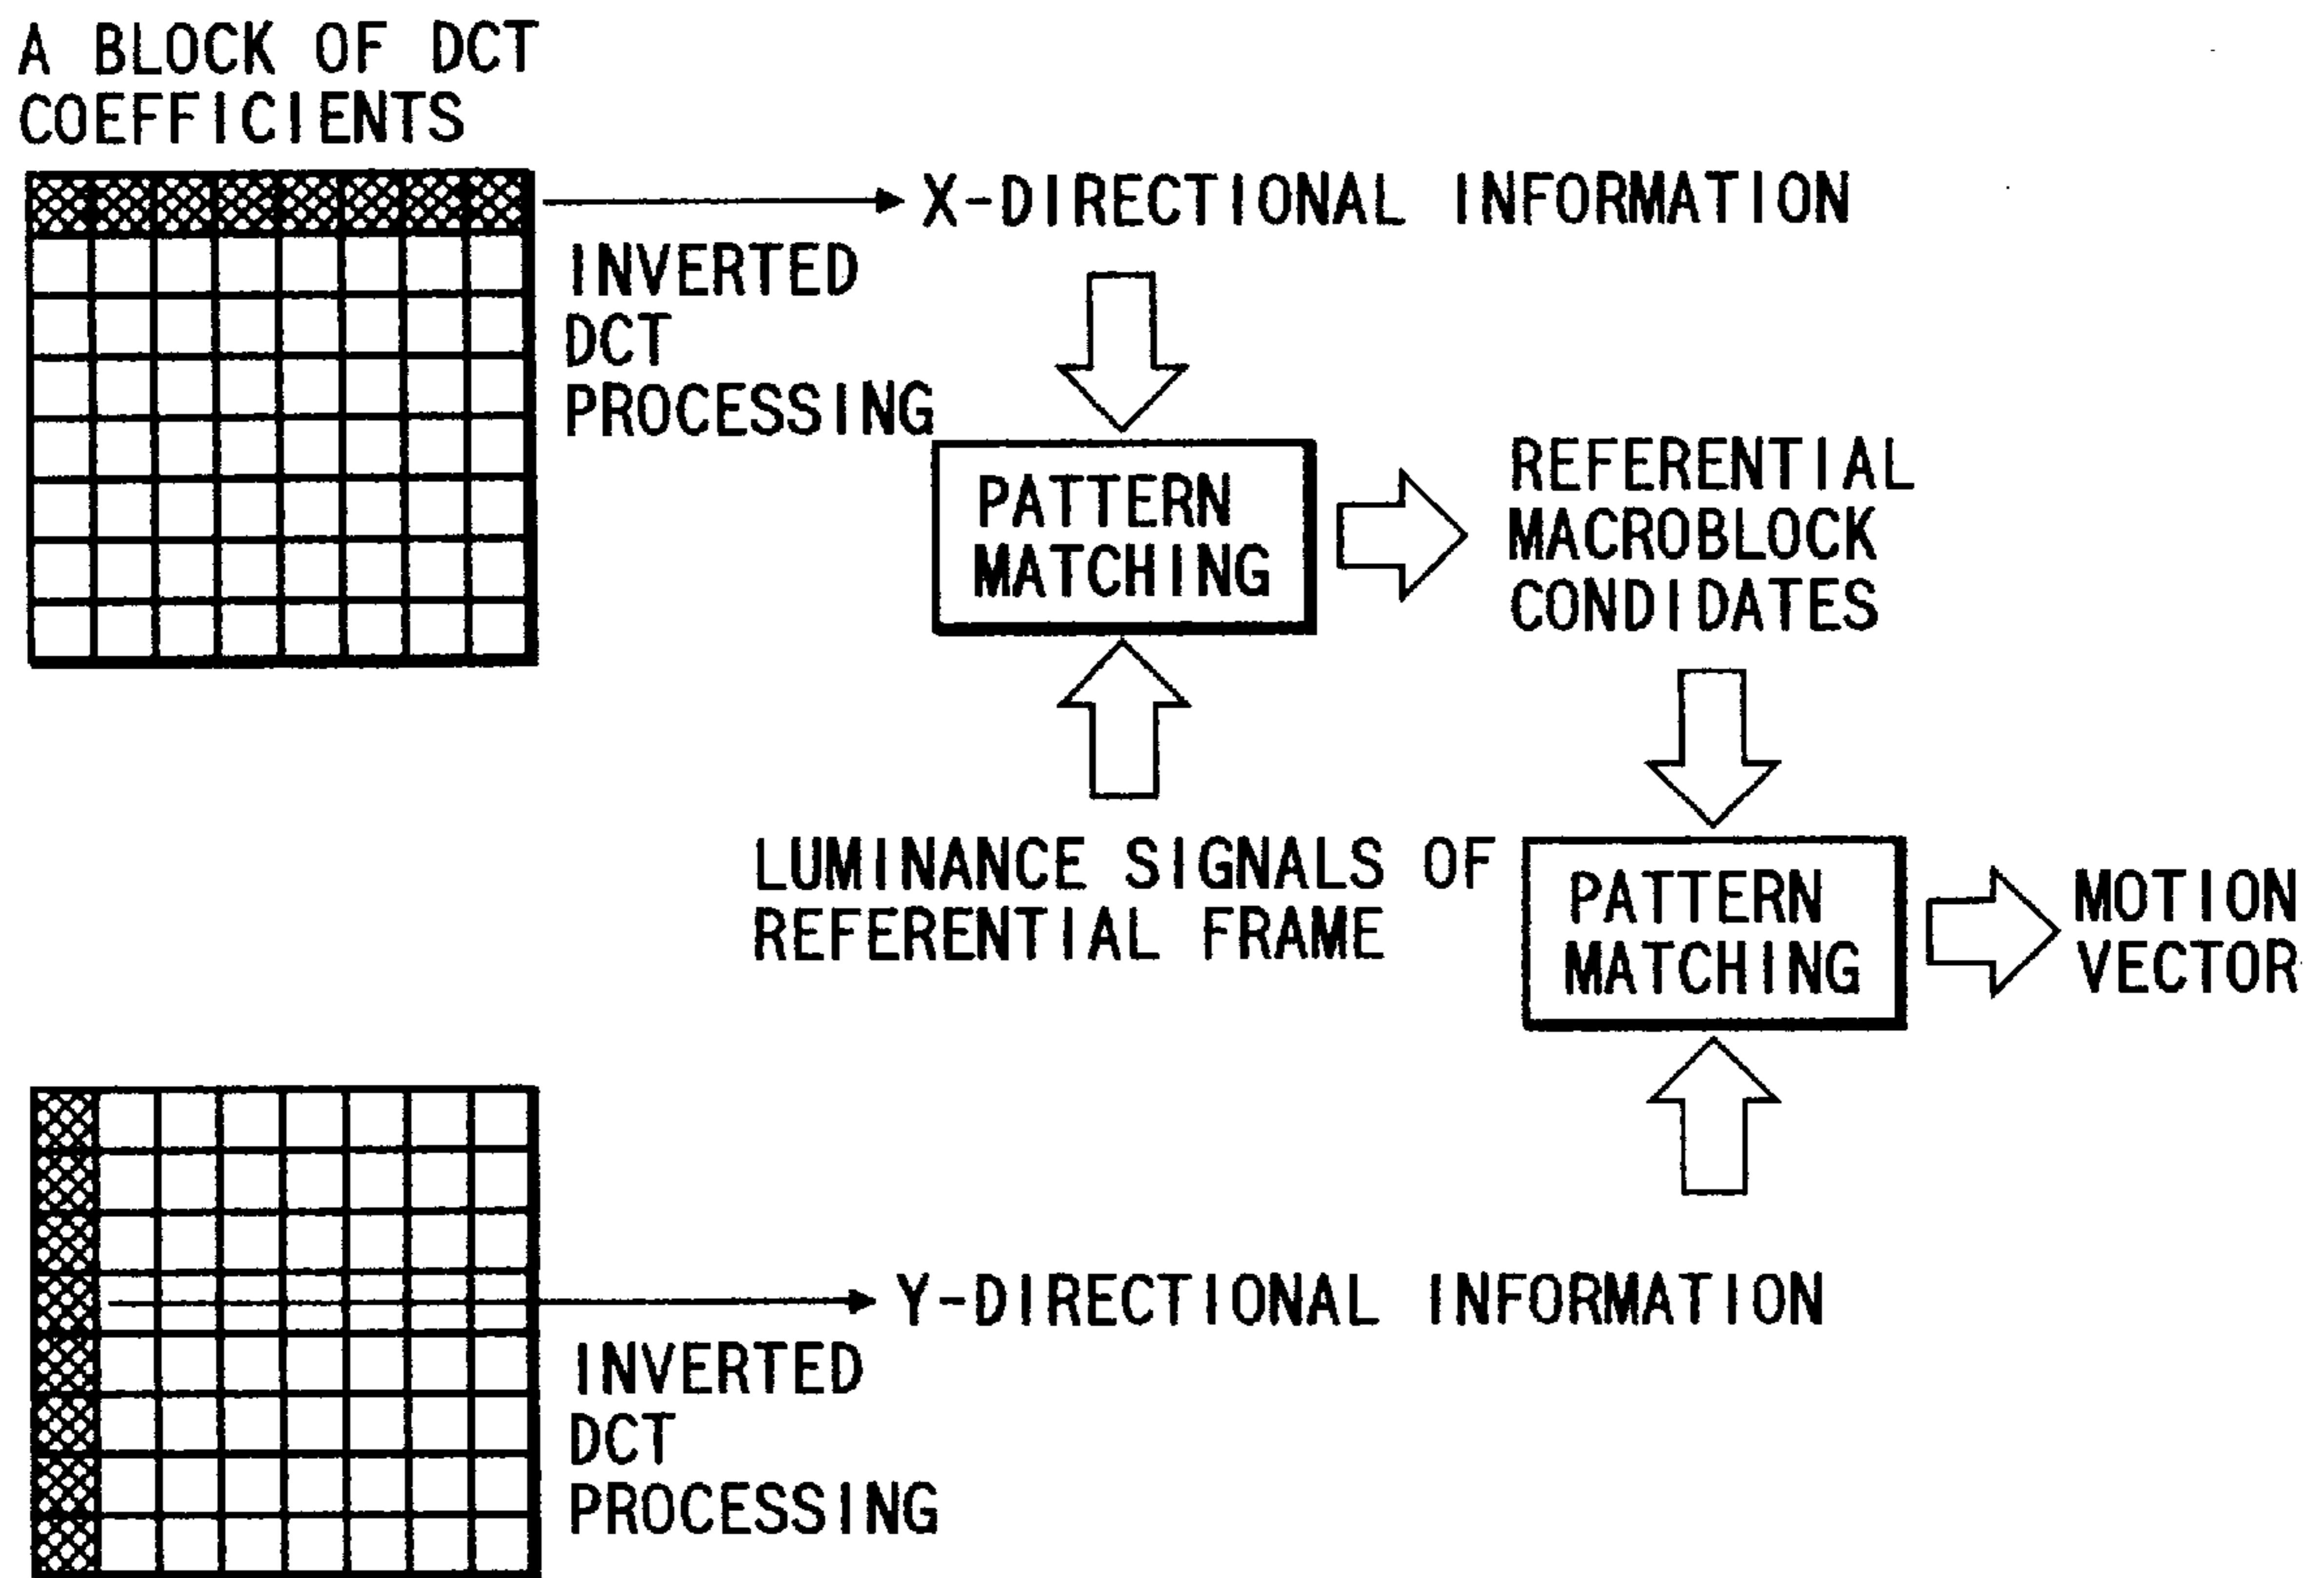 A BLOCK OF DCT
COEFFICIENTS
X-DIRECTIONAL INFORMATION
INVERTED
DCT
PROCESSING
PATTERN
MATCHING
REFERENTIAL
MACROBLOCK
CONDIDATES
LUMINANCE SIGNALS OF
REFERENTIAL FRAME
PATTERN
MATCHING
MOTION
VECTOR
Y-DIRECTIONAL INFORMATION
INVERTED
DCT
PROCESSING